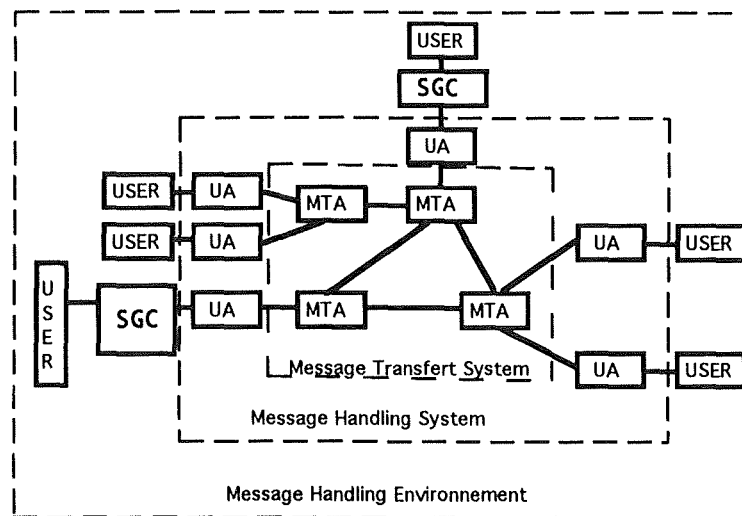 USER
SGC
UA
USER UA MTA MTA
USER UA UA USER
USER SGC UA MTA MTA
Message Transfert System
UA USER
Message Handling System
Message Handling Environnement